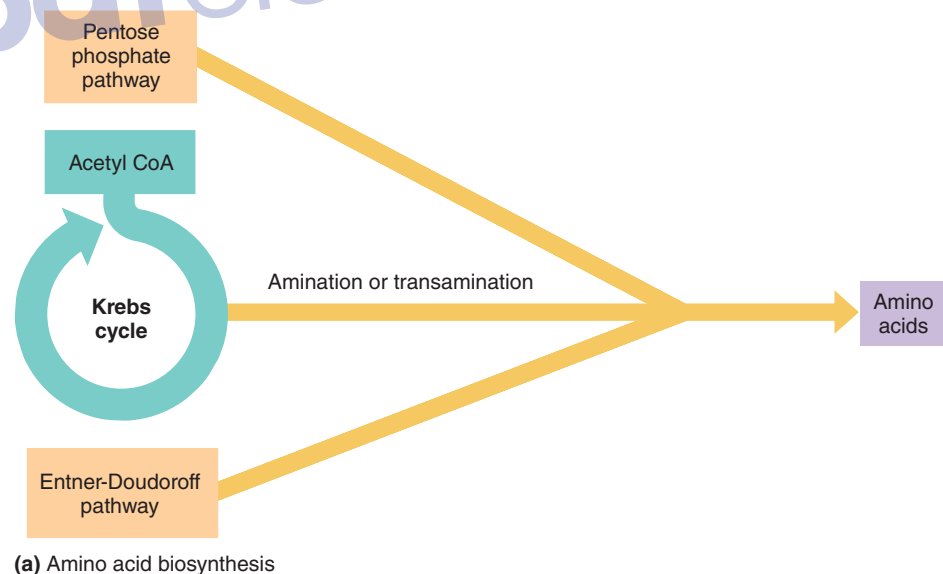 Pentose
phosphate
pathway
Acetyl CoA
Krebs
cycle
Amination or transamination
Amino
acids
Entner-Doudoroff
pathway
(a) Amino acid biosynthesis